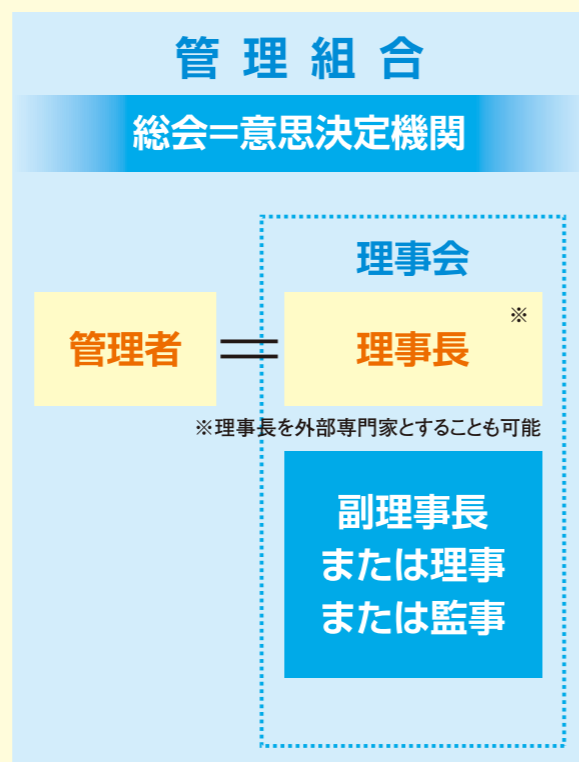 管理組合
総会=意思決定機関
理事会
管理者 = 理事長 ※
※理事長を外部専門家とすることも可能
副理事長
または理事
または監事